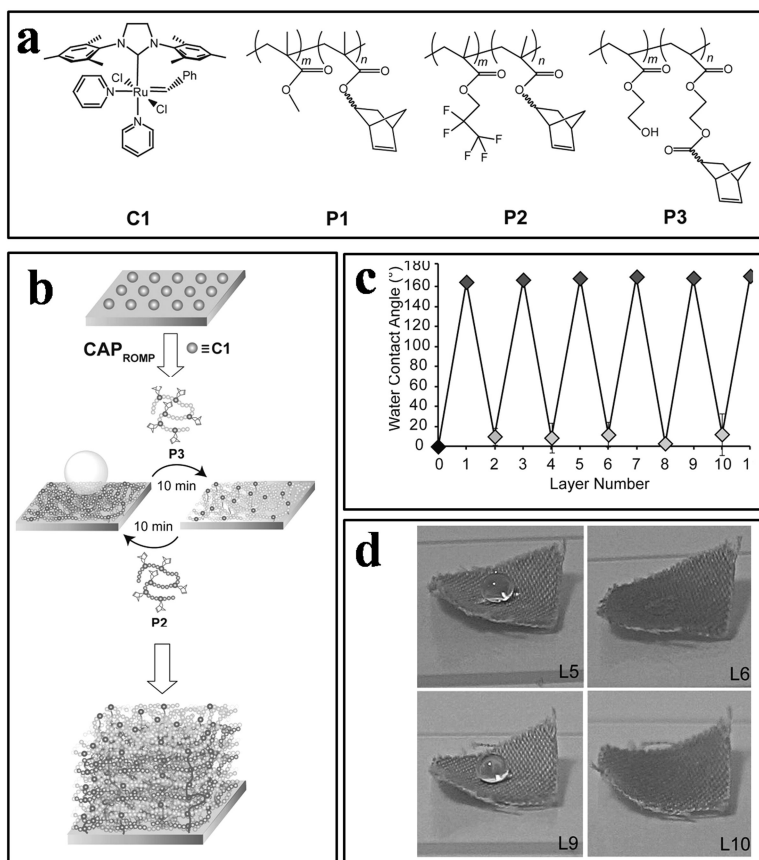 a
N N
Cl
Ph
N Ru
Cl
N
C1
m n
O O
O O
P1
m n
O O
O O
F
F F
F F
P2
m n
O O
O O
OH
O
O
P3
b
CAP ROMP
≡C1
P3
10 min
10 min
P2
c
Water Contact Angle (°)
180
160
140
120
100
80
60
40
20
0
0 1 2 3 4 5 6 7 8 9 10 1
Layer Number
d
L5
L6
L9
L10